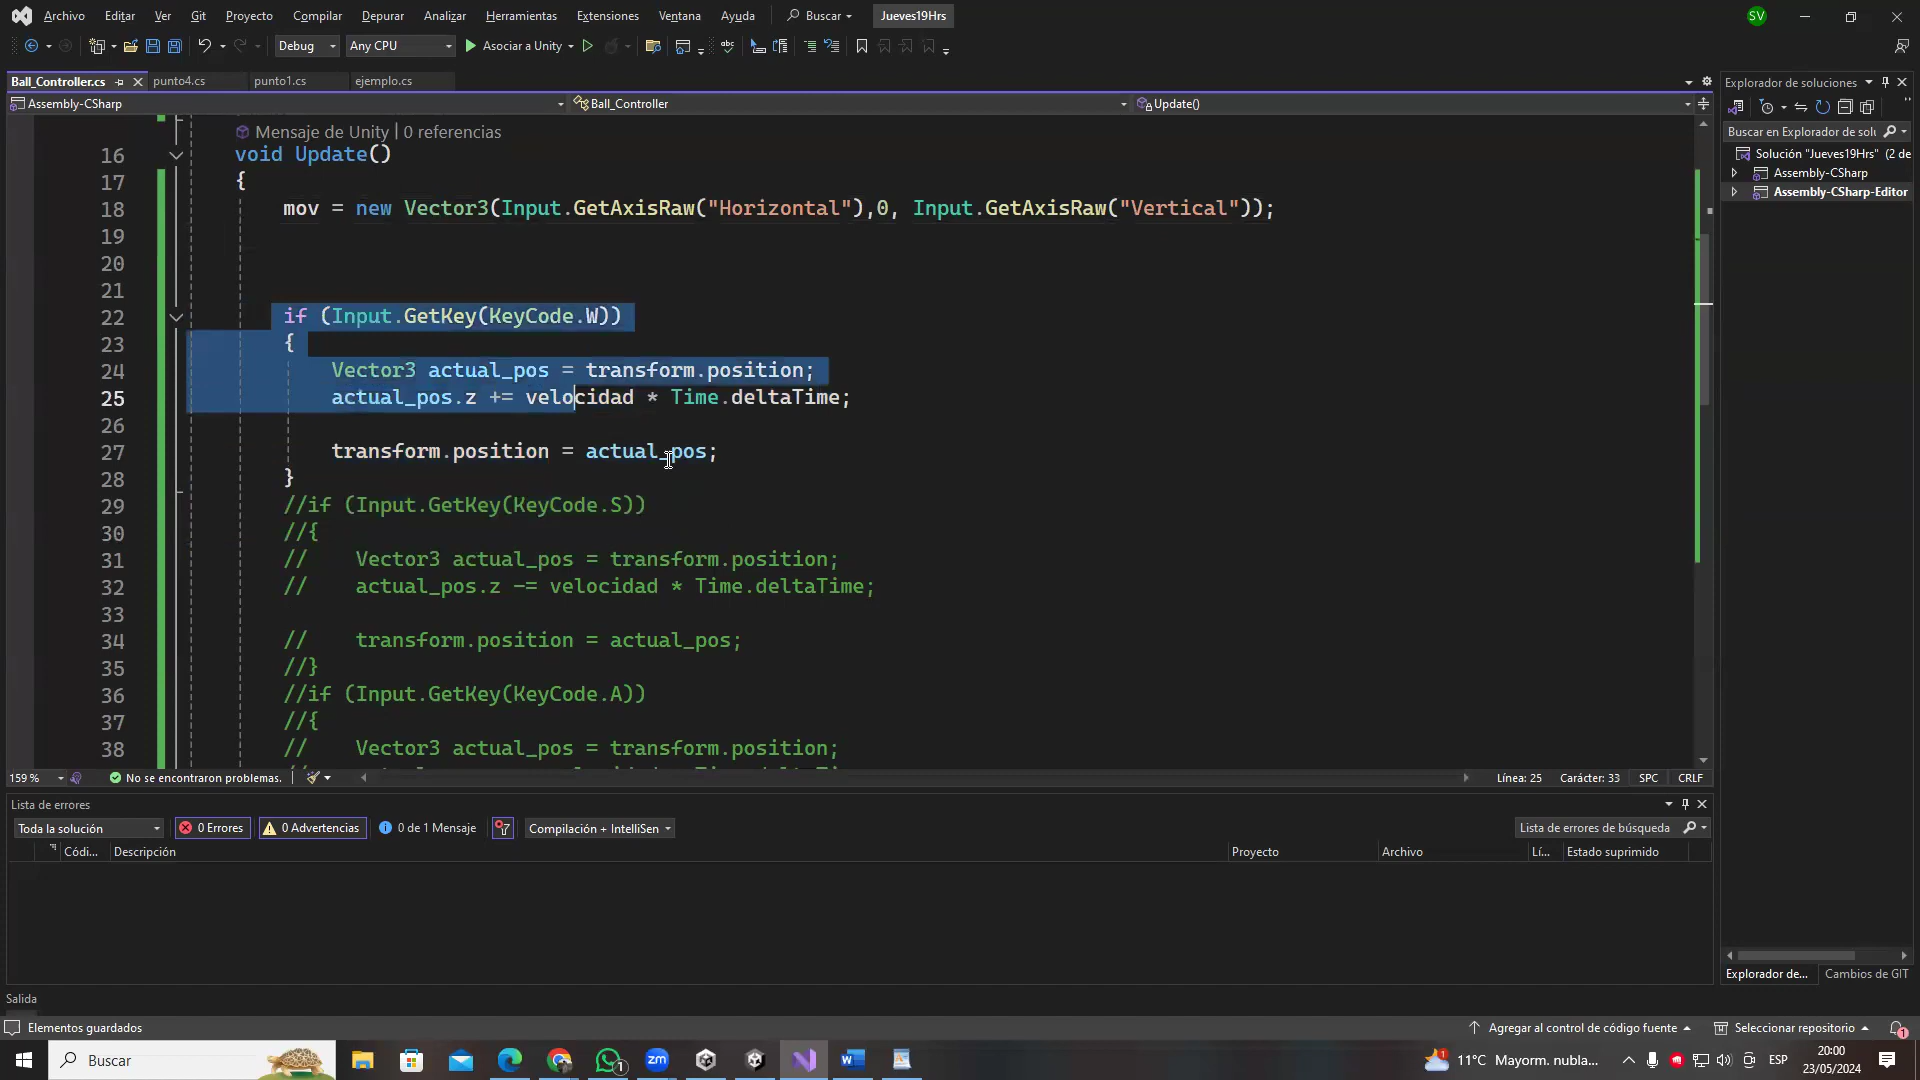 Archivo Editar Ver Git Proyecto Compilar Depurar Analizar Herramientas Extensiones Ventana Ayuda Buscar Jueves19Hrs SV
Debug Any CPU Asociar a Unity
Ball_Controller.cs punto4.cs punto1.cs ejemplo.cs
Assembly-CSharp Ball_Controller Update()
Mensaje de Unity | 0 referencias
16 void Update()
17 {
18 mov = new Vector3(Input.GetAxisRaw("Horizontal"),0, Input.GetAxisRaw("Vertical"));
19
20
21
22 if (Input.GetKey(KeyCode.W))
23 {
24 Vector3 actual_pos = transform.position;
25 actual_pos.z += velocidad * Time.deltaTime;
26
27 transform.position = actual_pos;
28 }
29 //if (Input.GetKey(KeyCode.S))
30 //{
31 // Vector3 actual_pos = transform.position;
32 // actual_pos.z -= velocidad * Time.deltaTime;
33
34 // transform.position = actual_pos;
35 //}
36 //if (Input.GetKey(KeyCode.A))
37 //{
38 // Vector3 actual_pos = transform.position;
159 % No se encontraron problemas. Línea: 25 Carácter: 33 SPC CRLF
Explorador de soluciones
Buscar en Explorador de solu
Solución "Jueves19Hrs" (2 de
Assembly-CSharp
Assembly-CSharp-Editor
Explorador de... Cambios de GIT
Lista de errores
Toda la solución 0 Errores 0 Advertencias 0 de 1 Mensaje Compilación + IntelliSen Lista de errores de búsqueda
Códi... Descripción Proyecto Archivo Lí... Estado suprimido
Salida
Elementos guardados Agregar al control de código fuente Seleccionar repositorio 1
Buscar 1 zm 1 11°C Mayorm. nubla... ESP 20:00
23/05/2024